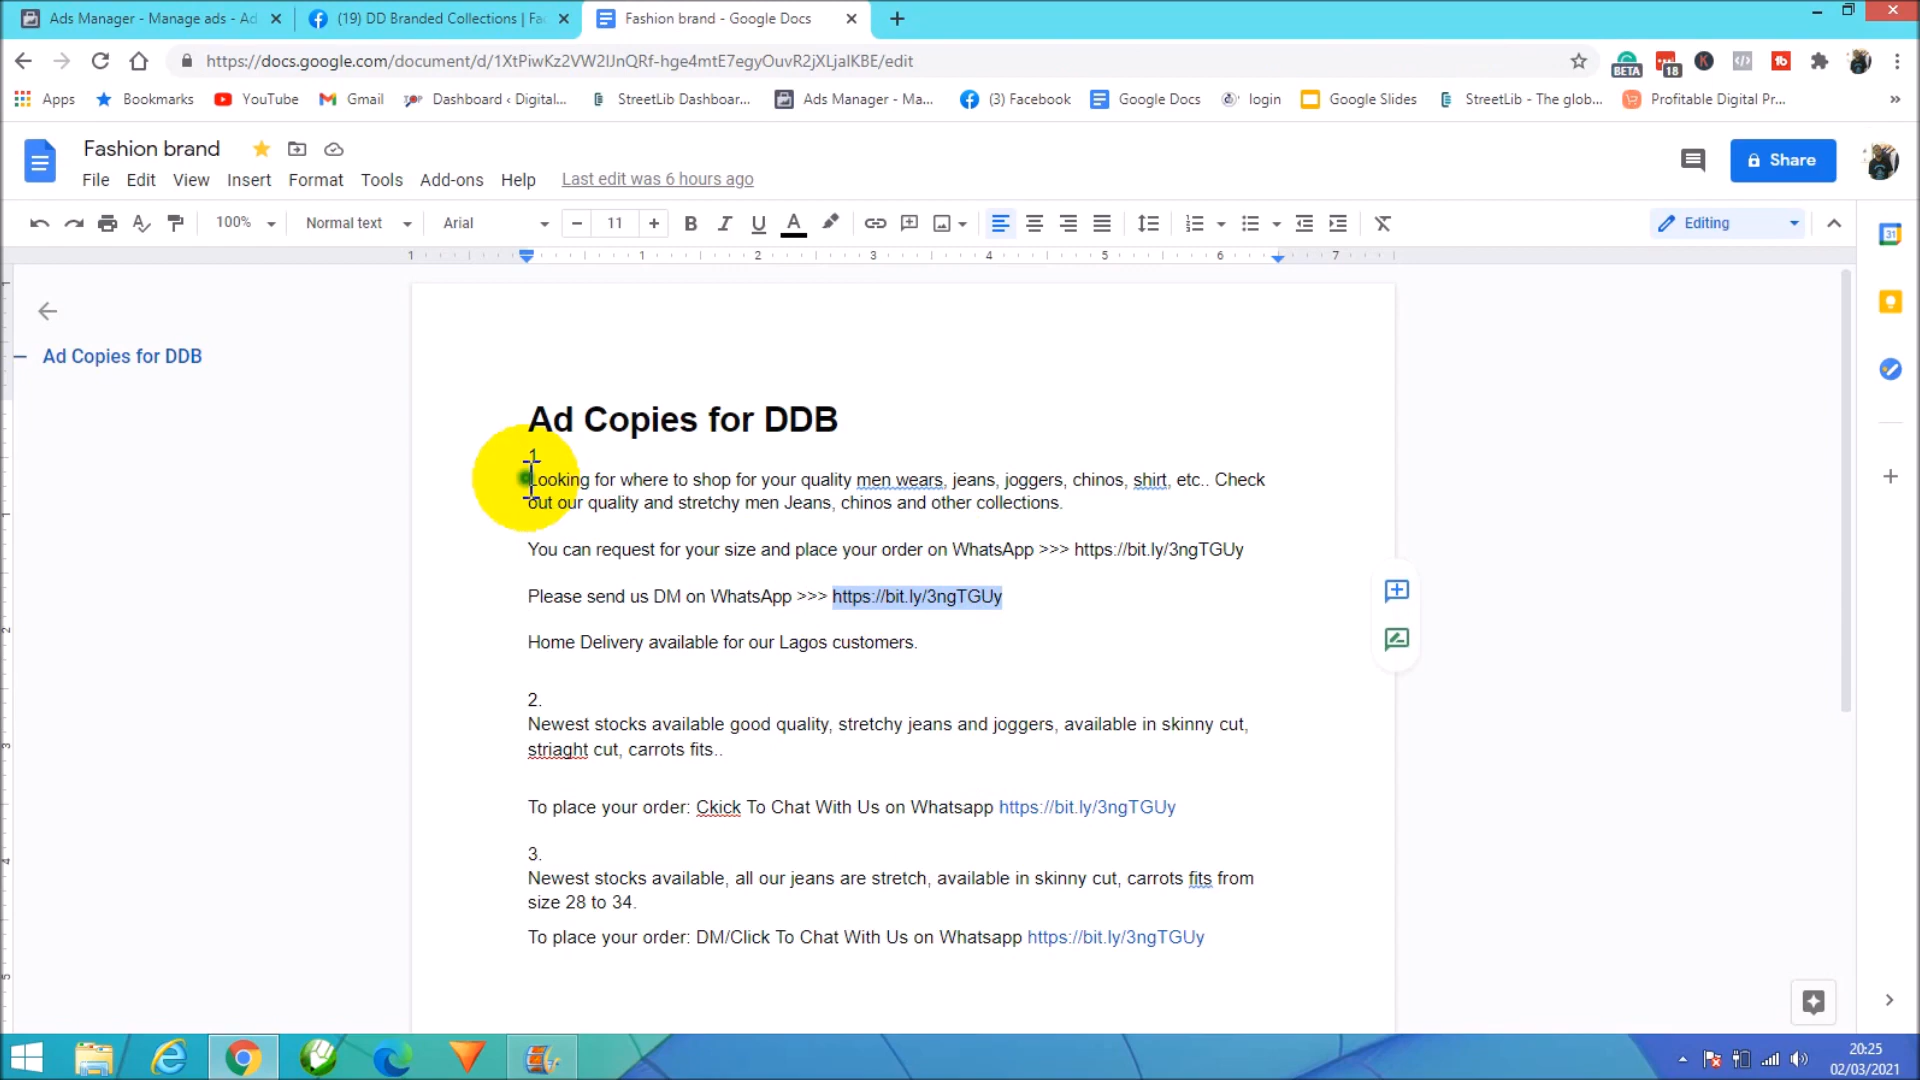 Ads Manager - Manage ads - Ad
(19) DD Branded Collections | Fa
Fashion brand - Google Docs
https://docs.google.com/document/d/1XtPiwKz2VW2lJnQRf-hge4mtE7egyOuvR2jXLjaIKBE/edit
BETA
18
Apps
Bookmarks
YouTube
Gmail
Dashboard ‹ Digital...
StreetLib Dashboar...
Ads Manager - Ma...
(3) Facebook
Google Docs
login
Google Slides
StreetLib - The glob...
Profitable Digital Pr...
»
Fashion brand
Share
File Edit View Insert Format Tools Add-ons Help
Last edit was 6 hours ago
100% Normal text Arial 11 B I U A Editing
1 1 2 3 4 5 6 7
Ad Copies for DDB
Ad Copies for DDB
1
Looking for where to shop for your quality men wears, jeans, joggers, chinos, shirt, etc.. Check
out our quality and stretchy men Jeans, chinos and other collections.
You can request for your size and place your order on WhatsApp >>> https://bit.ly/3ngTGUy
Please send us DM on WhatsApp >>> https://bit.ly/3ngTGUy
Home Delivery available for our Lagos customers.
2.
Newest stocks available good quality, stretchy jeans and joggers, available in skinny cut,
striaght cut, carrots fits..
To place your order: Ckick To Chat With Us on Whatsapp https://bit.ly/3ngTGUy
3.
Newest stocks available, all our jeans are stretch, available in skinny cut, carrots fits from
size 28 to 34.
To place your order: DM/Click To Chat With Us on Whatsapp https://bit.ly/3ngTGUy
20:25
02/03/2021